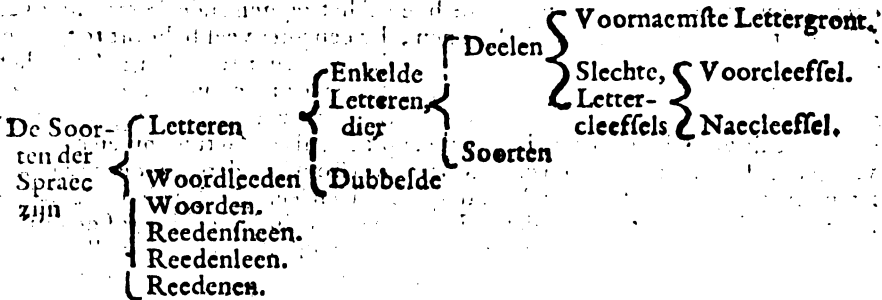 Voornaemſte Lettergront.
Deelen
Enkelde
Slechte,
Voorcleeffel.
Letteren,
Letter-
De Soor-
Letteren
dier
cleeffels
Naecleeffel.
ten der
Soorten
Spraec
Woordleeden
Dubbelde
zijn
Woorden.
Reedenſneen.
Reedenleen.
Reedenen.